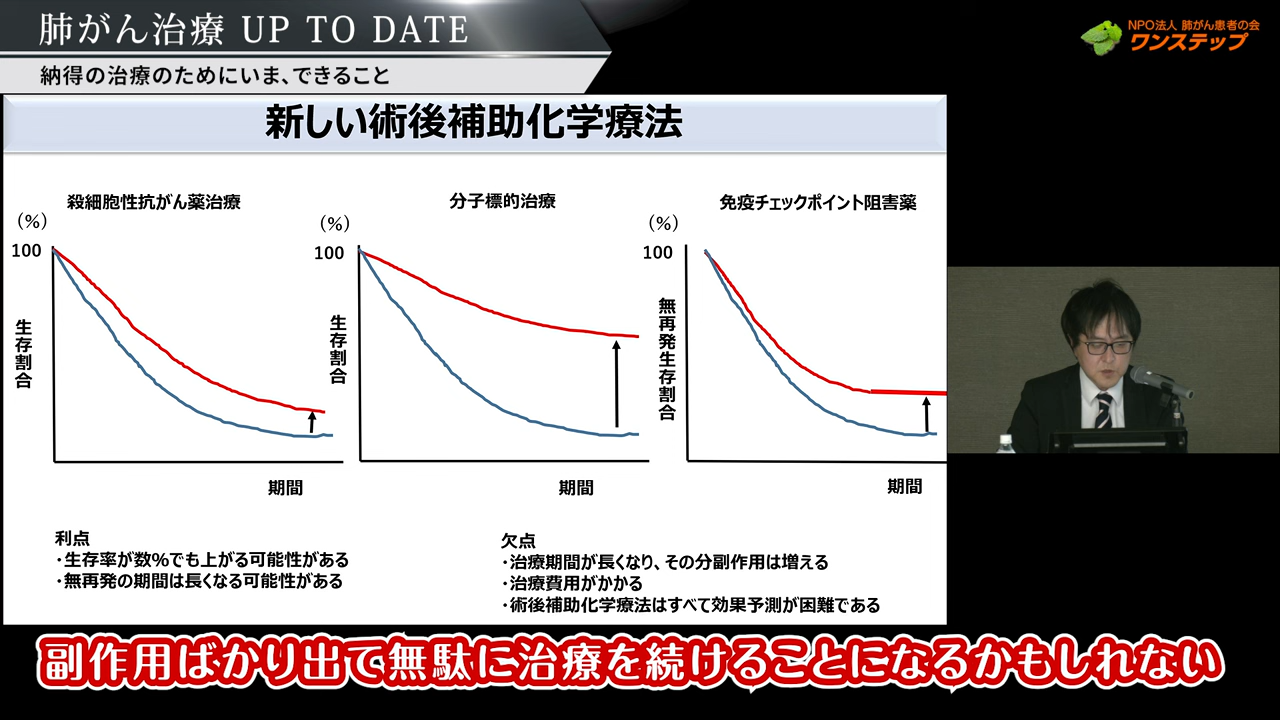 肺がん治療 UP TO DATE
納得の治療のためにいま、できること
NPO法人 肺がん患者の会
ワンステップ
新しい術後補助化学療法
殺細胞性抗がん薬治療
(%)
100
生存割合
期間
分子標的治療
(%)
100
生存割合
期間
免疫チェックポイント阻害薬
(%)
100
無再発生存割合
期間
利点
・生存率が数%でも上がる可能性がある
・無再発の期間は長くなる可能性がある
欠点
・治療期間が長くなり、その分副作用は増える
・治療費用がかかる
・術後補助化学療法はすべて効果予測が困難である
副作用ばかり出て無駄に治療を続けることになるかもしれない